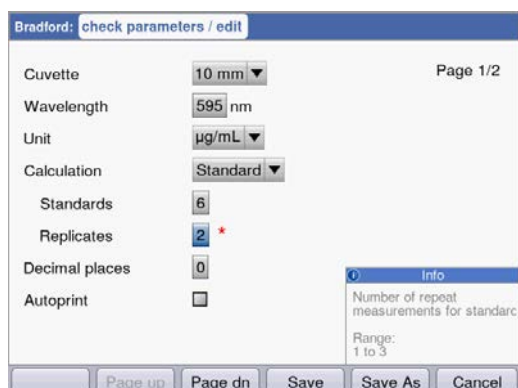 Bradford: check parameters / edit
Cuvette 10 mm Page 1/2
Wavelength 595 nm
Unit µg/mL
Calculation Standard
Standards 6
Replicates 2 *
Decimal places 0
Autoprint
Info
Number of repeat
measurements for standarc
Range:
1 to 3
Page up Page dn Save Save As Cancel